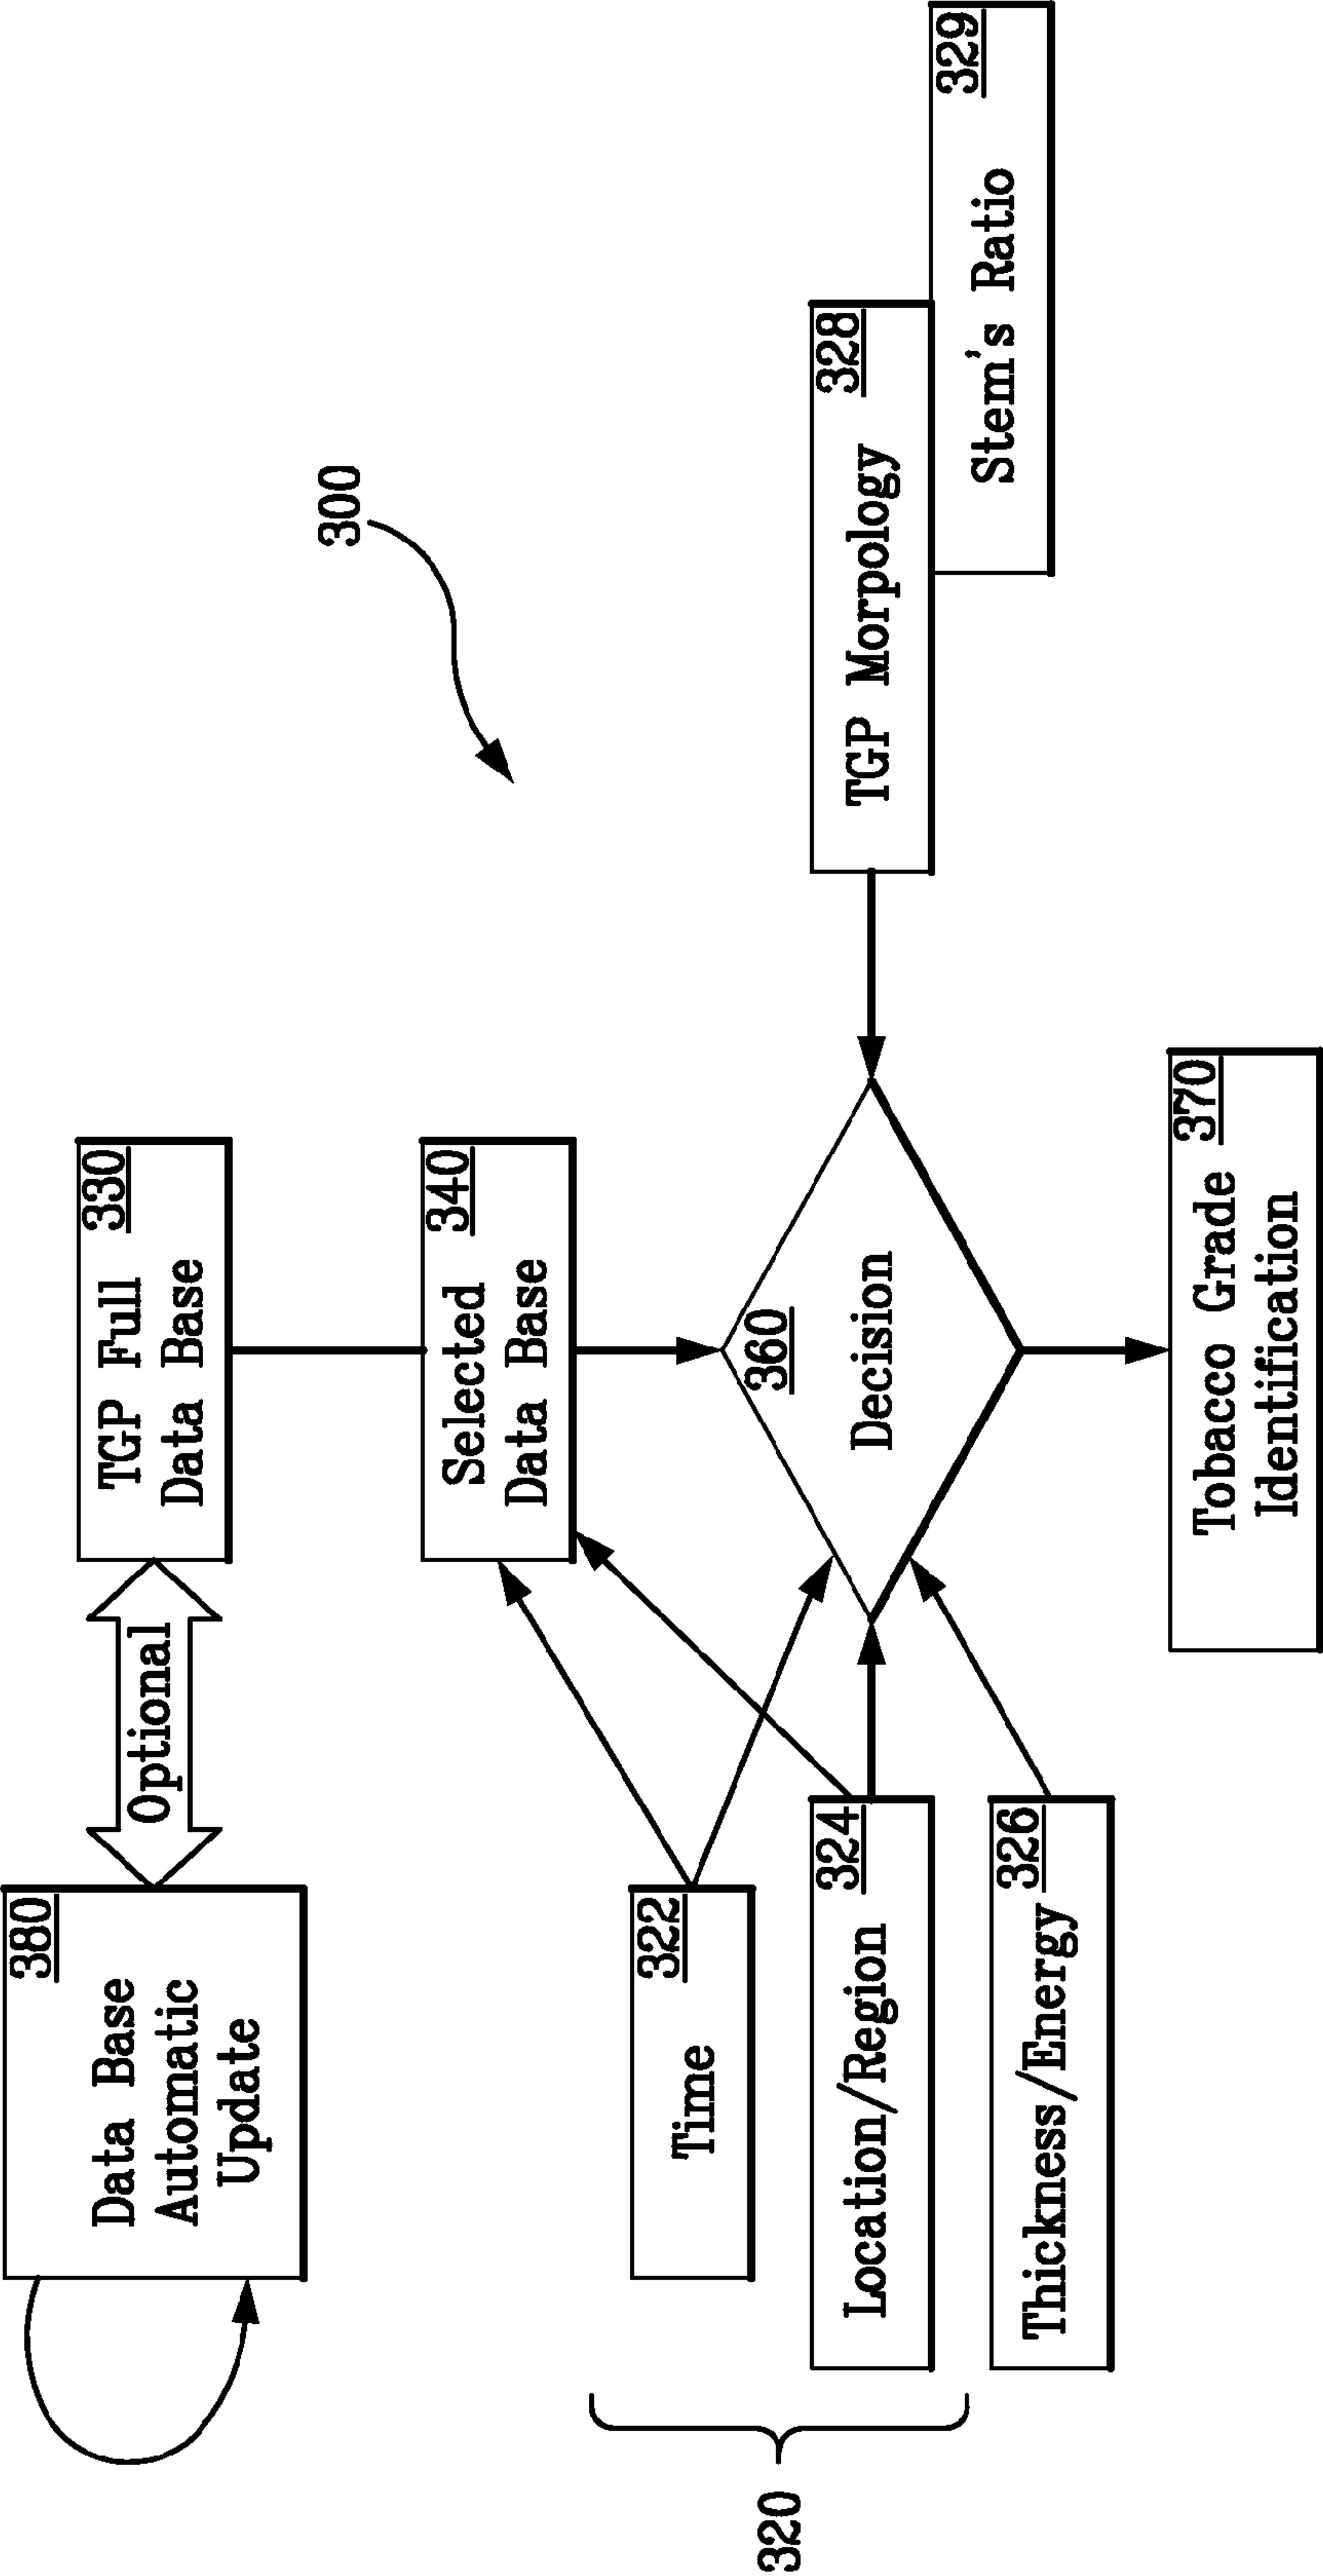 300
380
Data Base
Automatic
Update
Optional
330
TGP Full
Data Base
340
Selected
Data Base
320
322
Time
324
Location/Region
326
Thickness/Energy
360
Decision
328
TGP Morpology
329
Stem's Ratio
370
Tobacco Grade
Identification